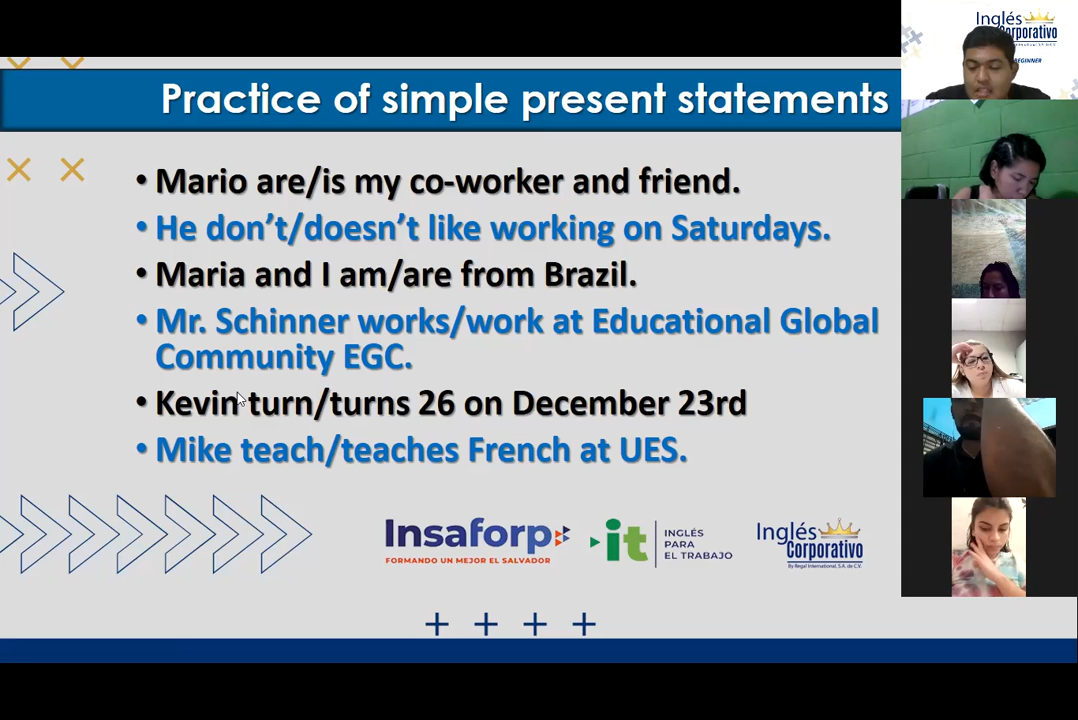 Practice of simple present statements
• Mario are/is my co-worker and friend.
• He don’t/doesn’t like working on Saturdays.
• Maria and I am/are from Brazil.
• Mr. Schinner works/work at Educational Global
Community EGC.
• Kevin turn/turns 26 on December 23rd
• Mike teach/teaches French at UES.
Insaforp
FORMANDO UN MEJOR EL SALVADOR
it
INGLÉS
PARA
EL TRABAJO
Inglés
Corporativo
By Regal International, S.A. de C.V.
Inglés
Corporativo